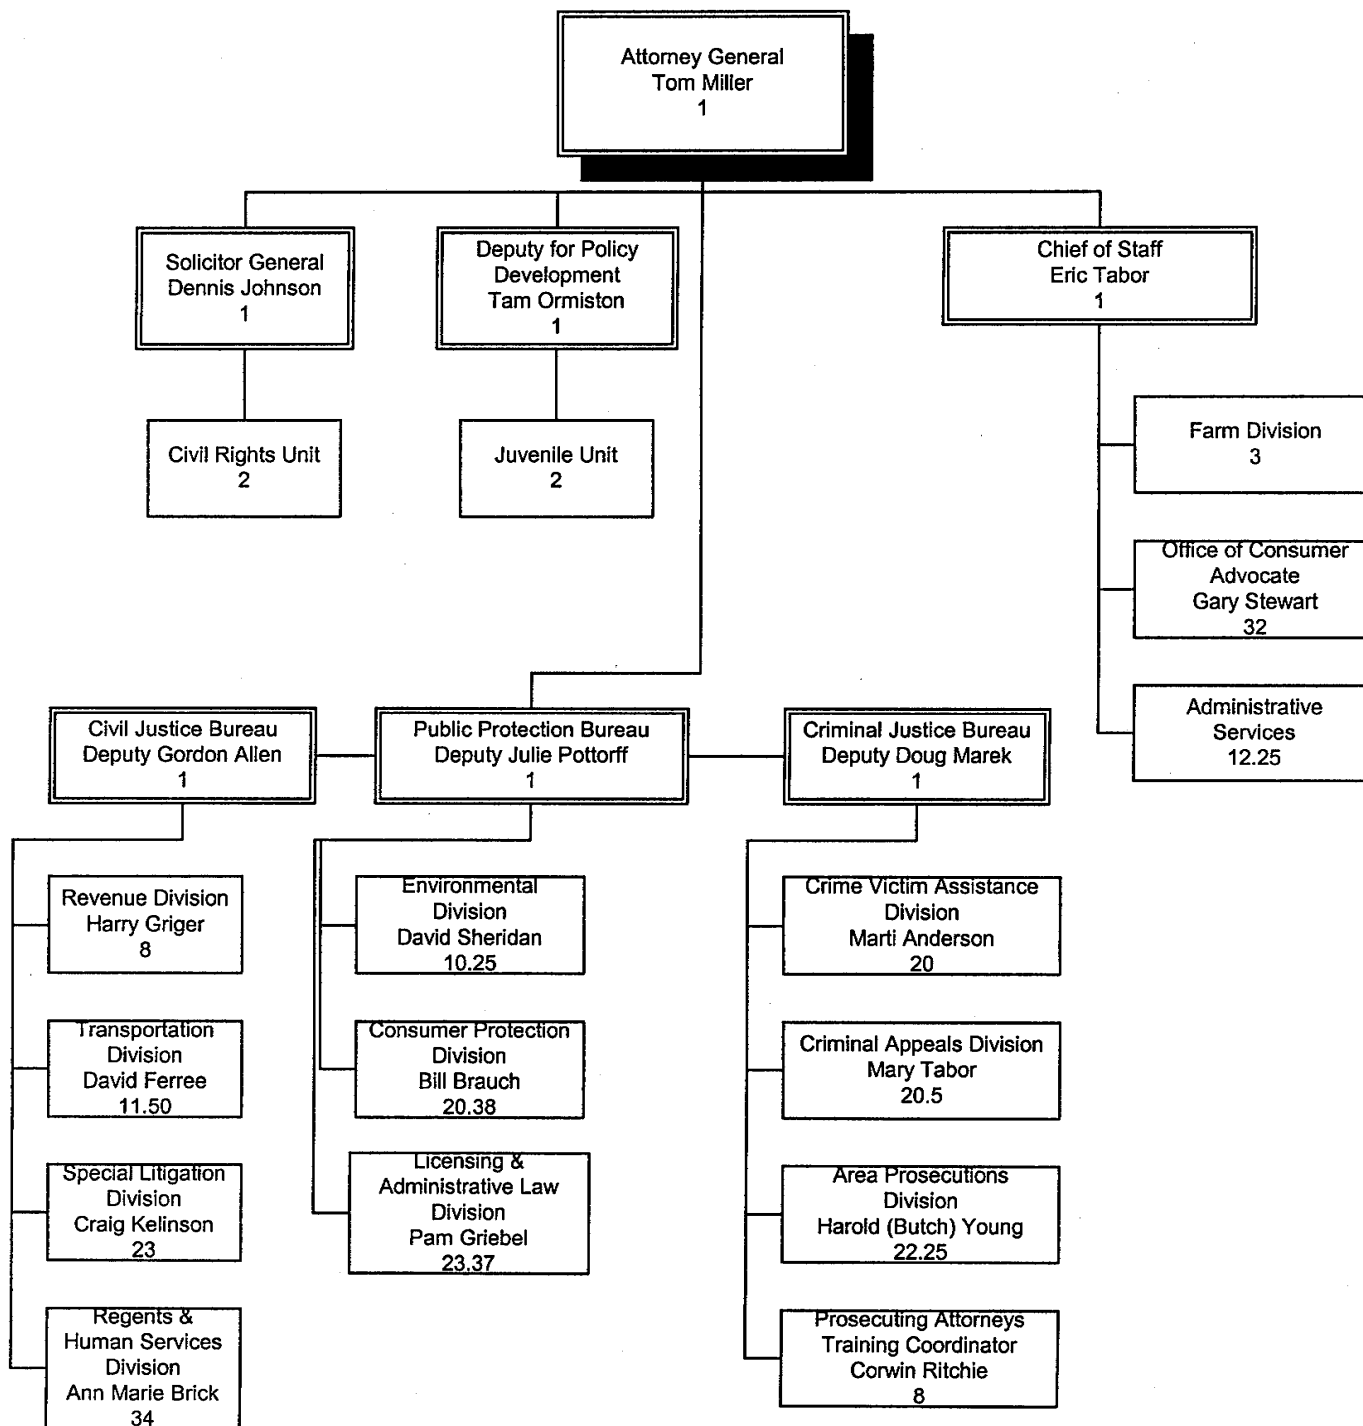 Attorney General
Tom Miller
1
Solicitor General
Dennis Johnson
1
Deputy for Policy
Development
Tam Ormiston
1
Chief of Staff
Eric Tabor
1
Civil Rights Unit
2
Juvenile Unit
2
Farm Division
3
Office of Consumer
Advocate
Gary Stewart
32
Administrative
Services
12.25
Civil Justice Bureau
Deputy Gordon Allen
1
Public Protection Bureau
Deputy Julie Pottorff
1
Criminal Justice Bureau
Deputy Doug Marek
1
Revenue Division
Harry Griger
8
Transportation
Division
David Ferree
11.50
Special Litigation
Division
Craig Kelinson
23
Regents &
Human Services
Division
Ann Marie Brick
34
Environmental
Division
David Sheridan
10.25
Consumer Protection
Division
Bill Brauch
20.38
Licensing &
Administrative Law
Division
Pam Griebel
23.37
Crime Victim Assistance
Division
Marti Anderson
20
Criminal Appeals Division
Mary Tabor
20.5
Area Prosecutions
Division
Harold (Butch) Young
22.25
Prosecuting Attorneys
Training Coordinator
Corwin Ritchie
8